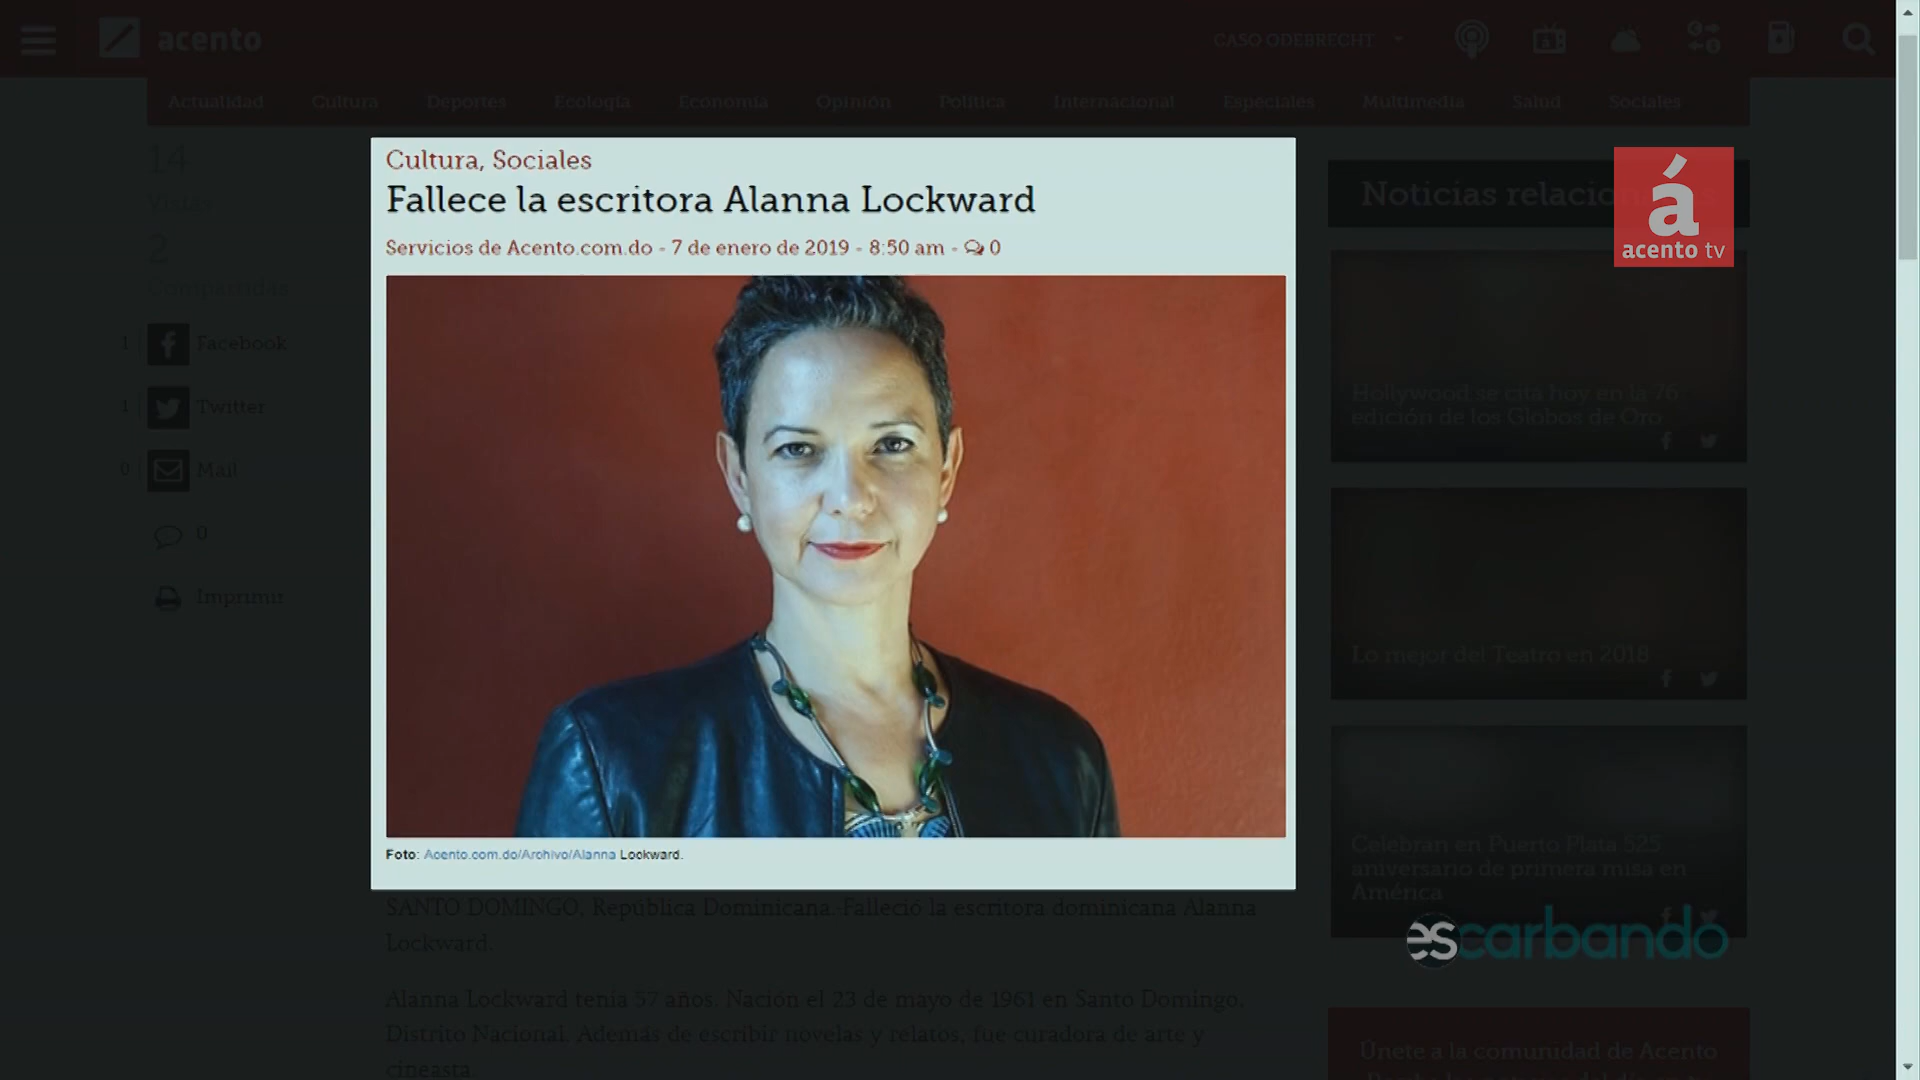 acento
CASO ODEBRECHT
Actualidad Cultura Deportes Ecología Economía Opinión Política Internacional Especiales Multimedia Salud Sociales
14
Vistas
2
Compartidas
1 Facebook
1 Twitter
0 Mail
0
Imprimir
Cultura, Sociales
Fallece la escritora Alanna Lockward
Servicios de Acento.com.do - 7 de enero de 2019 - 8:50 am - 0
Foto: Acento.com.do/Archivo/Alanna Lockward.
SANTO DOMINGO, República Dominicana.-Falleció la escritora dominicana Alanna
Lockward.
Alanna Lockward tenía 57 años. Nación el 23 de mayo de 1961 en Santo Domingo,
Distrito Nacional. Además de escribir novelas y relatos, fue curadora de arte y
cineasta.
Noticias
á
acento tv
Hollywood se cita hoy en la 76
edición de los Globos de Oro
Lo mejor del Teatro en 2018
Celebran en Puerto Plata 525
aniversario de primera misa en
América
escarbando
Únete a la comunidad de Acento